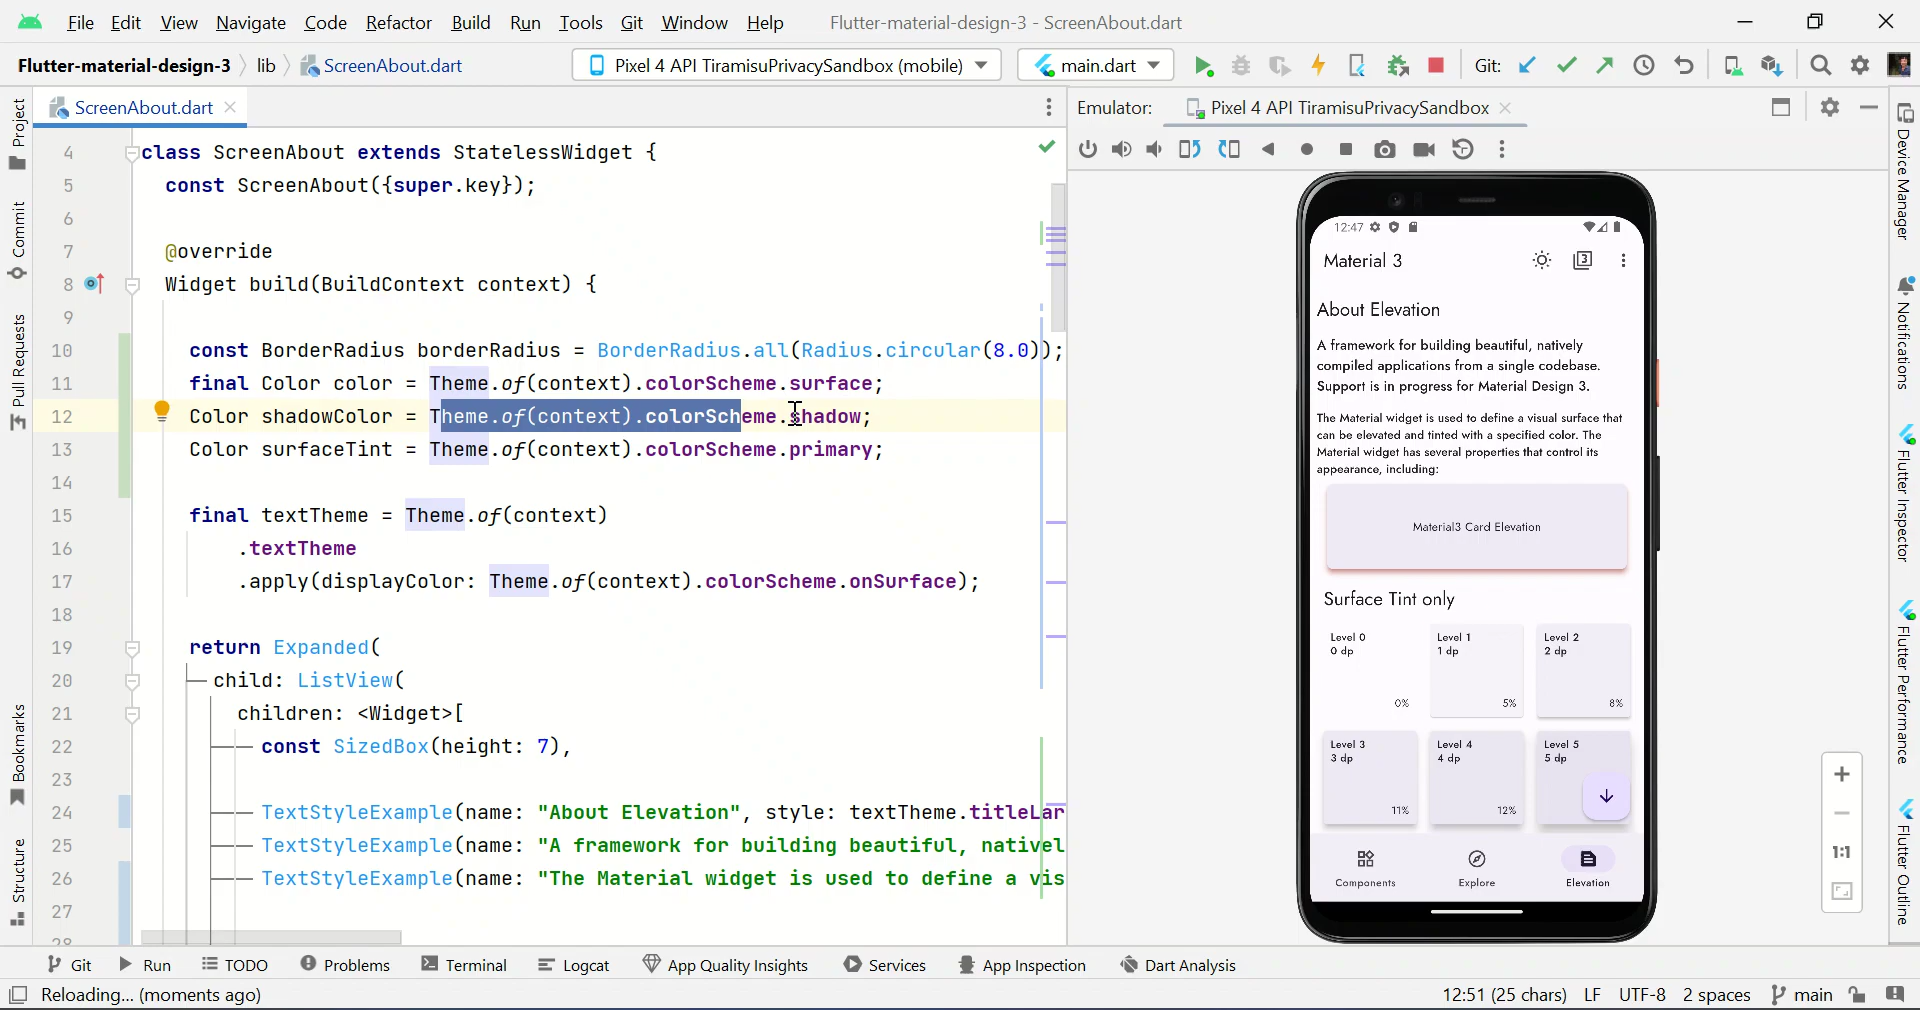 File Edit View Navigate Code Refactor Build Run Tools Git Window Help Flutter-material-design-3 - ScreenAbout.dart
Flutter-material-design-3 lib ScreenAbout.dart Pixel 4 API TiramisuPrivacySandbox (mobile) main.dart Git:
ScreenAbout.dart
Emulator: Pixel 4 API TiramisuPrivacySandbox
Project
Commit
Pull Requests
Bookmarks
Structure
4 class ScreenAbout extends StatelessWidget {
5 const ScreenAbout({super.key});
6
7 @override
8 Widget build(BuildContext context) {
9
10 const BorderRadius borderRadius = BorderRadius.all(Radius.circular(8.0));
11 final Color color = Theme.of(context).colorScheme.surface;
12 Color shadowColor = Theme.of(context).colorScheme.shadow;
13 Color surfaceTint = Theme.of(context).colorScheme.primary;
14
15 final textTheme = Theme.of(context)
16 .textTheme
17 .apply(displayColor: Theme.of(context).colorScheme.onSurface);
18
19 return Expanded(
20 child: ListView(
21 children: <Widget>[
22 const SizedBox(height: 7),
23
24 TextStyleExample(name: "About Elevation", style: textTheme.titleLar
25 TextStyleExample(name: "A framework for building beautiful, nativel
26 TextStyleExample(name: "The Material widget is used to define a vis
27
28
12:47
Material 3
3
About Elevation
A framework for building beautiful, natively
compiled applications from a single codebase.
Support is in progress for Material Design 3.
The Material widget is used to define a visual surface that
can be elevated and tinted with a specified color. The
Material widget has several properties that control its
appearance, including:
Material3 Card Elevation
Surface Tint only
Level 0
0 dp
0%
Level 1
1 dp
5%
Level 2
2 dp
8%
Level 3
3 dp
11%
Level 4
4 dp
12%
Level 5
5 dp
Components Explore Elevation
1:1
Device Manager
Notifications
Flutter Inspector
Flutter Performance
Flutter Outline
Git Run TODO Problems Terminal Logcat App Quality Insights Services App Inspection Dart Analysis
Reloading... (moments ago) 12:51 (25 chars) LF UTF-8 2 spaces main